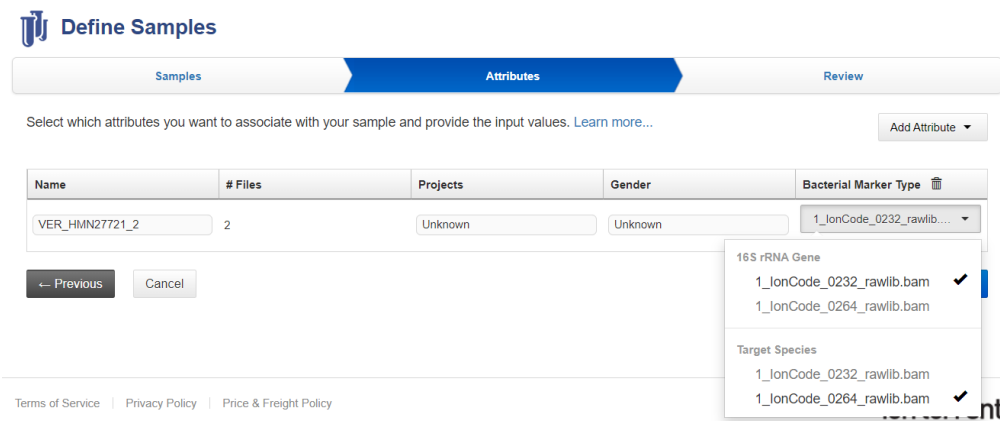 Define Samples
Samples
Attributes
Review
Select which attributes you want to associate with your sample and provide the input values. Learn more...
Add Attribute
Name # Files Projects Gender Bacterial Marker Type
VER_HMN27721_2 2 Unknown Unknown 1_IonCode_0232_rawlib....
16S rRNA Gene
1_IonCode_0232_rawlib.bam
1_IonCode_0264_rawlib.bam
Target Species
1_IonCode_0232_rawlib.bam
1_IonCode_0264_rawlib.bam
← Previous Cancel
Terms of Service Privacy Policy Price & Freight Policy